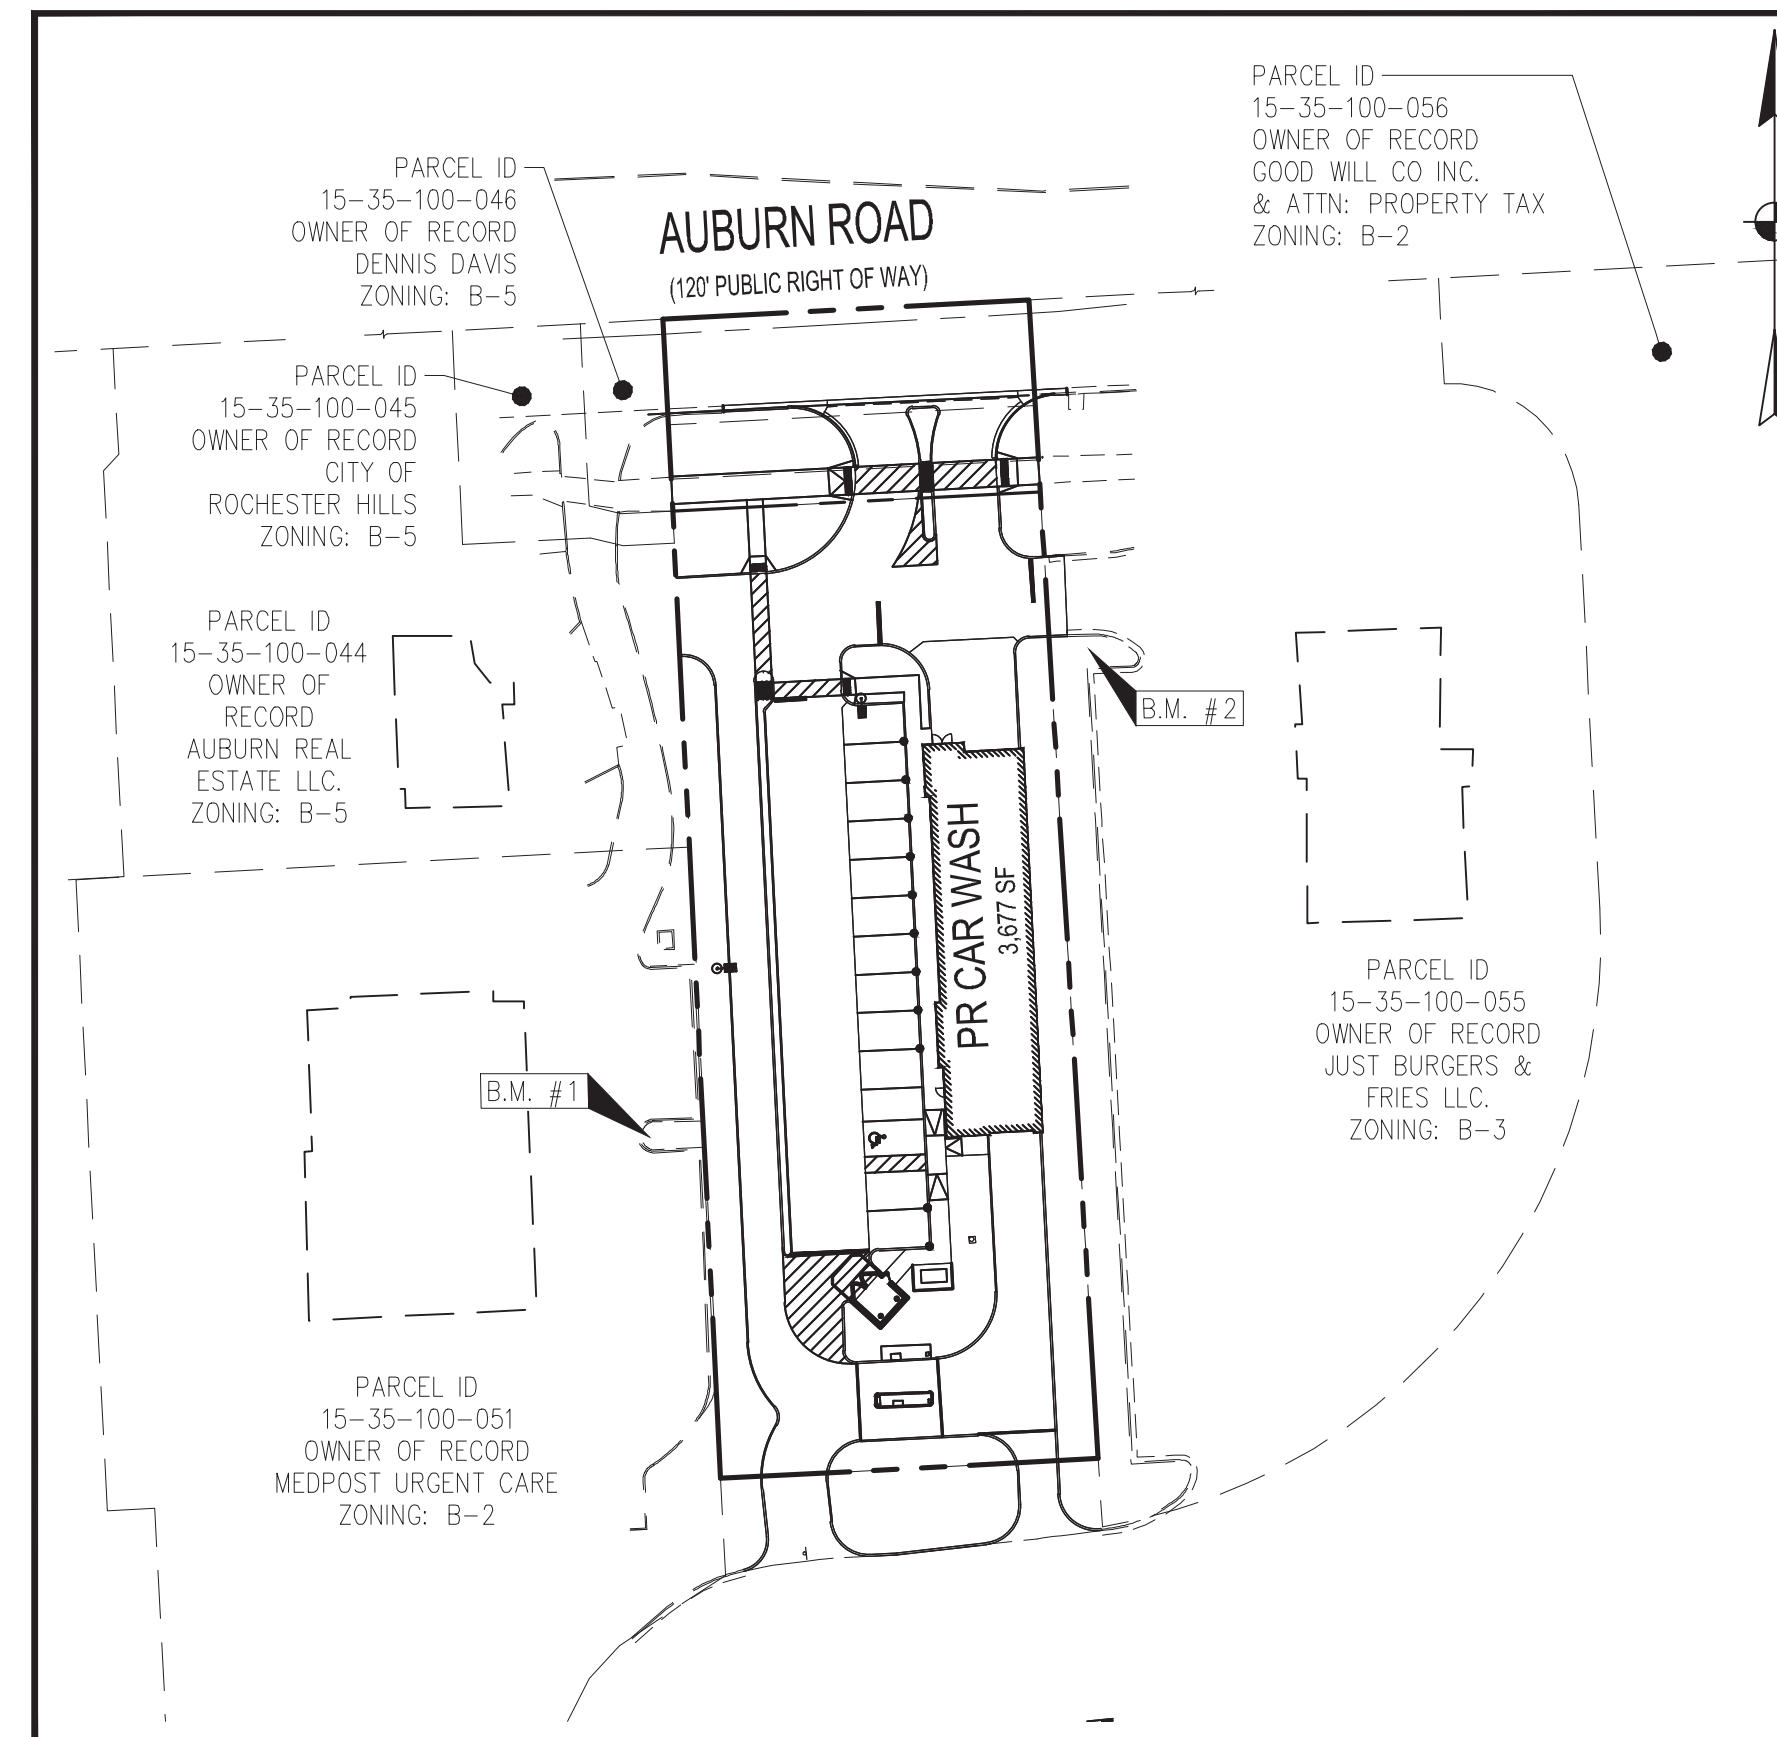 PARCEL ID
15-35-100-056
OWNER OF RECORD
GOOD WILL CO INC.
& ATTN: PROPERTY TAX
ZONING: B-2
PARCEL ID
15-35-100-046
OWNER OF RECORD
DENNIS DAVIS
ZONING: B-5
AUBURN ROAD
(120' PUBLIC RIGHT OF WAY)
PARCEL ID
15-35-100-045
OWNER OF RECORD
CITY OF
ROCHESTER HILLS
ZONING: B-5
PARCEL ID
15-35-100-044
OWNER OF
RECORD
AUBURN REAL
ESTATE LLC.
ZONING: B-5
B.M. #2
PR CAR WASH
3,677 SF
PARCEL ID
15-35-100-055
OWNER OF RECORD
JUST BURGERS &
FRIES LLC.
ZONING: B-3
B.M. #1
PARCEL ID
15-35-100-051
OWNER OF RECORD
MEDPOST URGENT CARE
ZONING: B-2